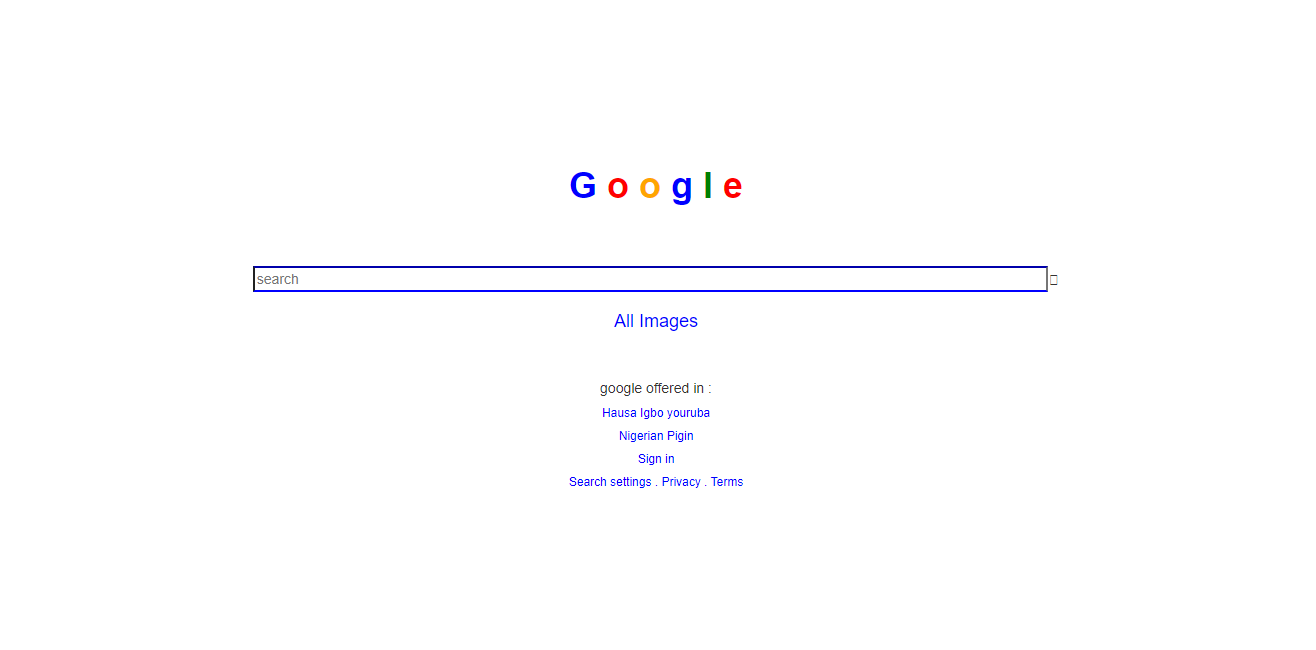 G o o g l e
search
All Images
google offered in :
Hausa Igbo youruba
Nigerian Pigin
Sign in
Search settings . Privacy . Terms